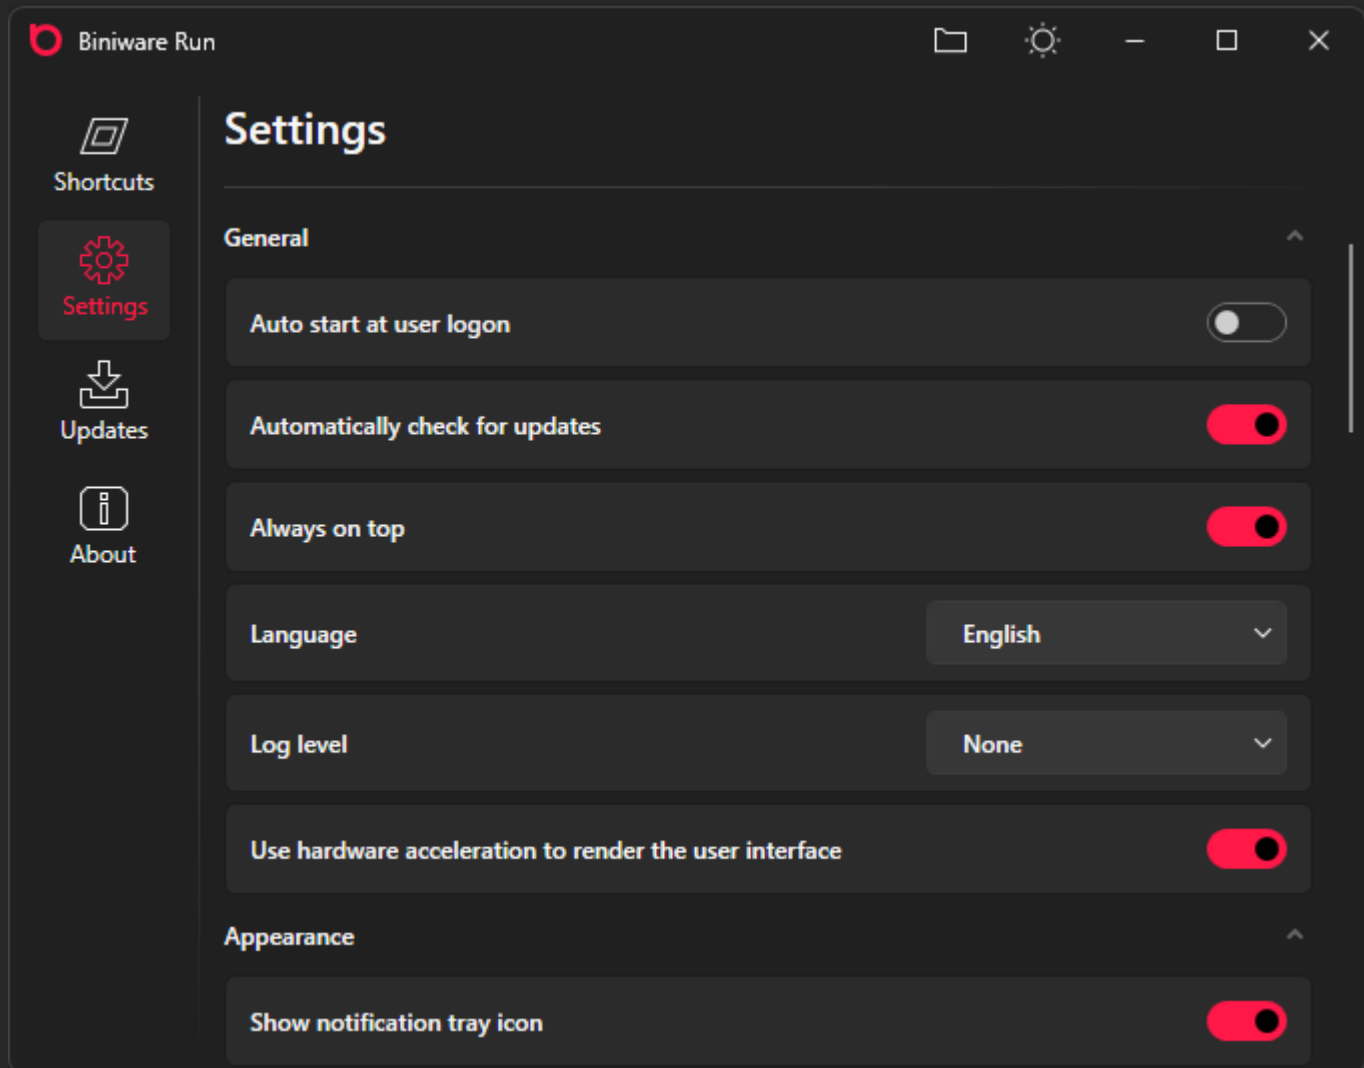 Biniware Run
Shortcuts
Settings
Updates
About
Settings
General
Auto start at user logon
Automatically check for updates
Always on top
Language
English
Log level
None
Use hardware acceleration to render the user interface
Appearance
Show notification tray icon